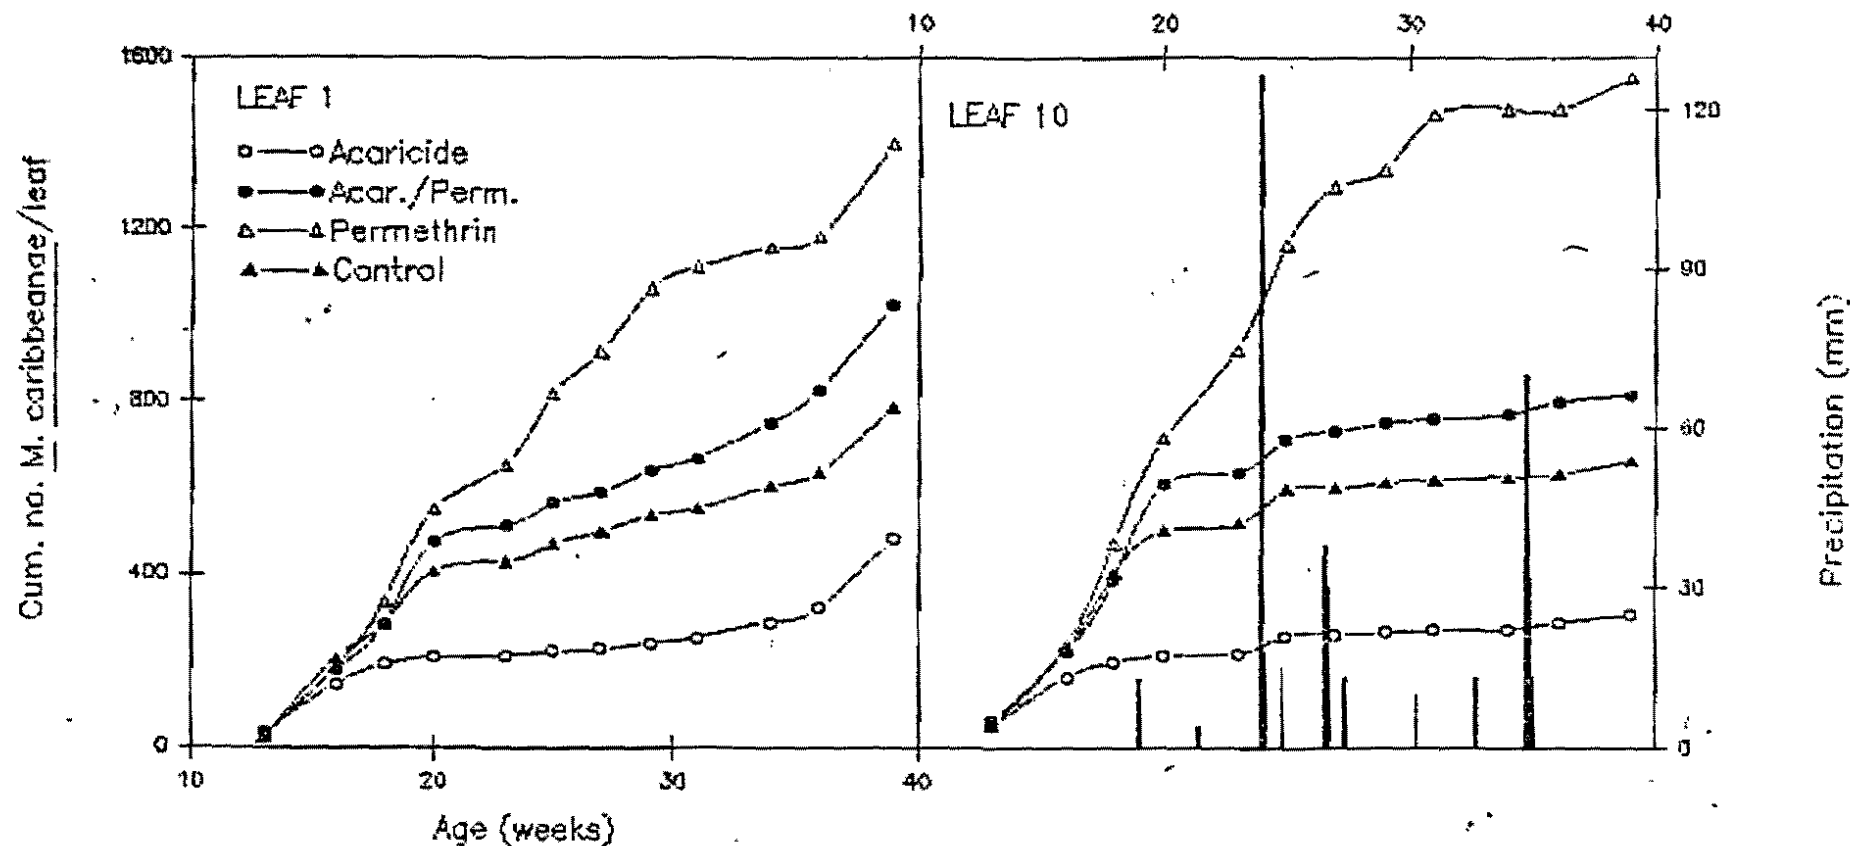 10 20 30 40
1600
LEAF 1
LEAF 10
120
Acaricide
Acar./Perm.
1200
Permethrin
Control
90
800
60
400
30
0
0
10 20 30 40
Age (weeks)
Cum. no. M. caribbeanae/leaf
Precipitation (mm)